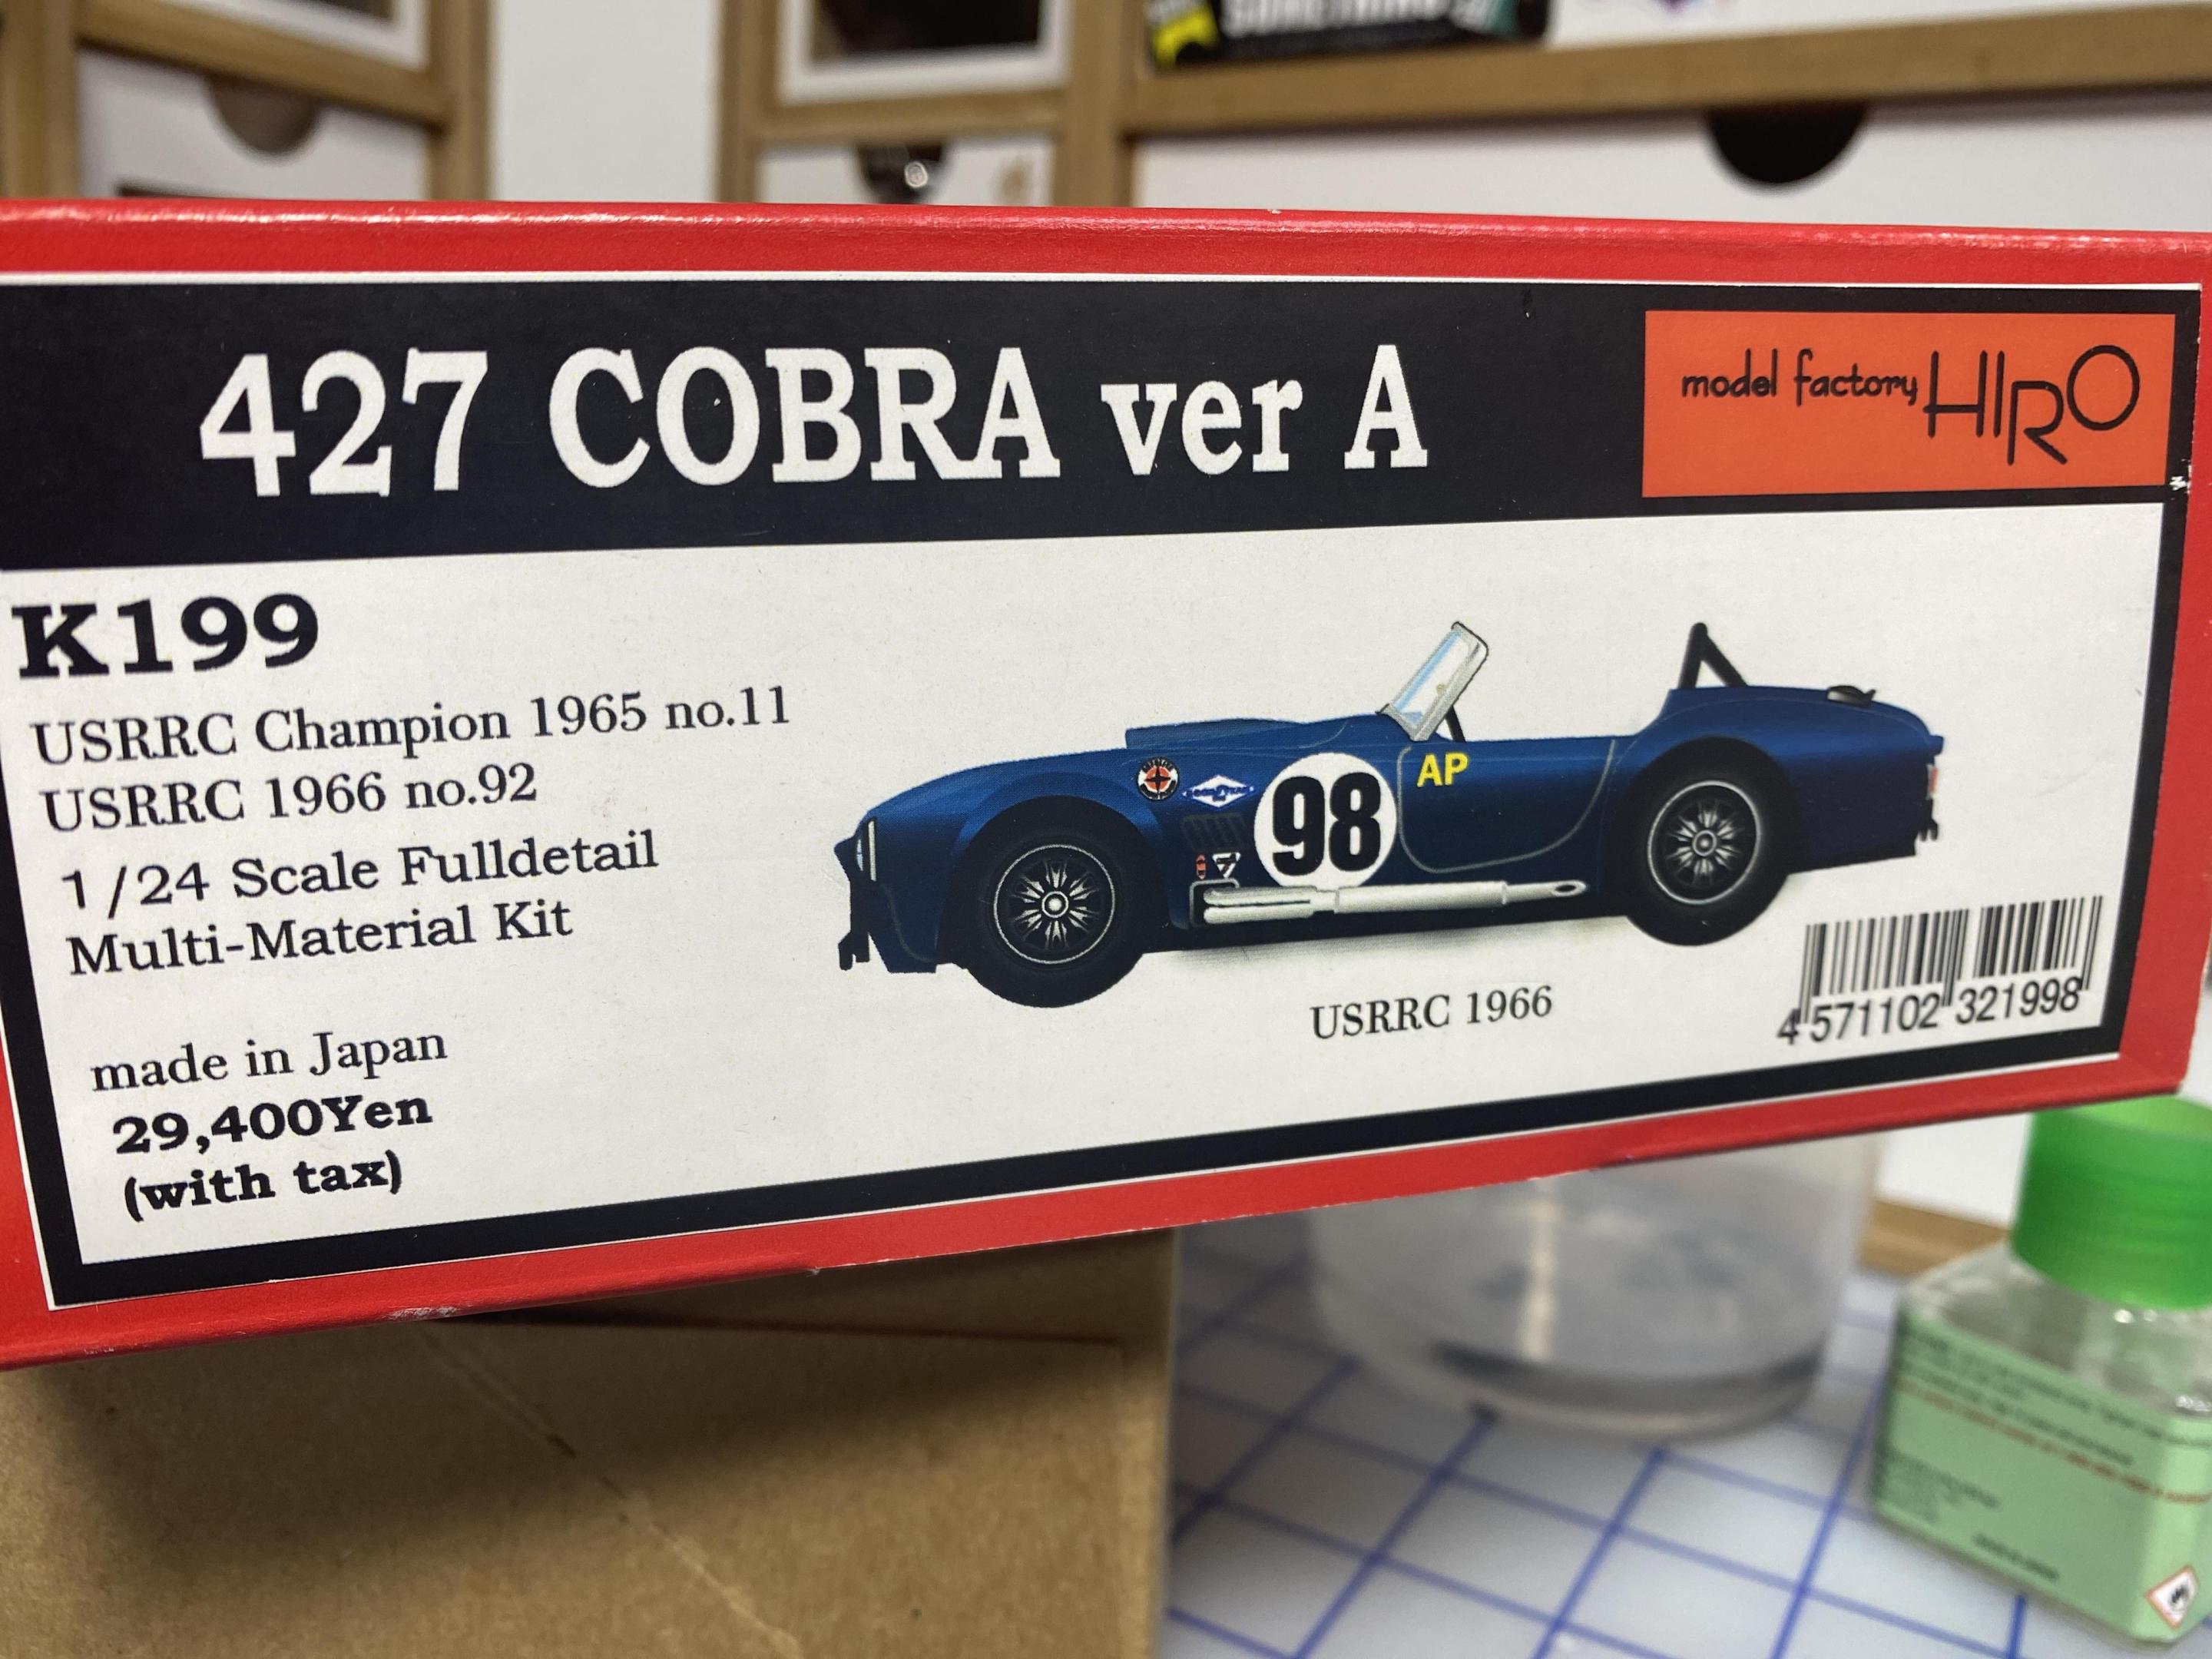 427 COBRA ver A
model factory HIRO
K199
USRRC Champion 1965 no.11
USRRC 1966 no.92
1/24 Scale Fulldetail
Multi-Material Kit
made in Japan
29,400Yen
(with tax)
GOODYEAR
98
AP
USRRC 1966
4 571102 321998